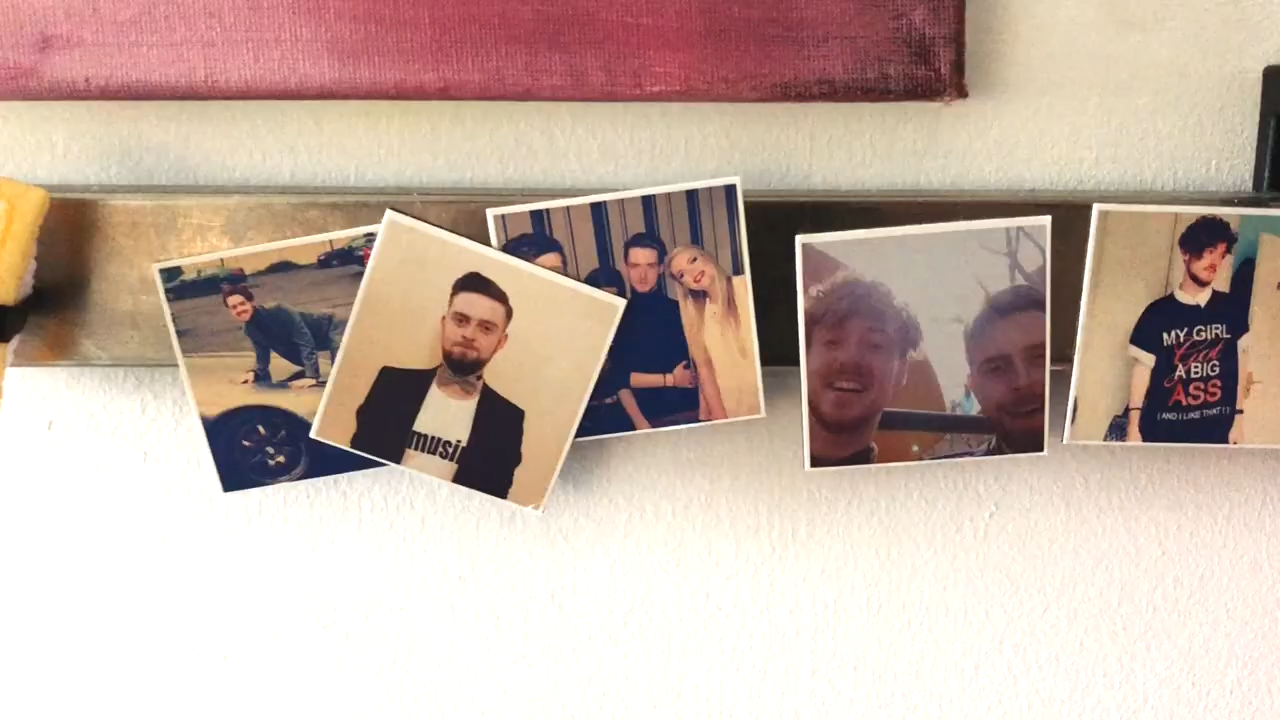 musi
MY GIRL
Got
A BIG
ASS
( AND I LIKE THAT ! )